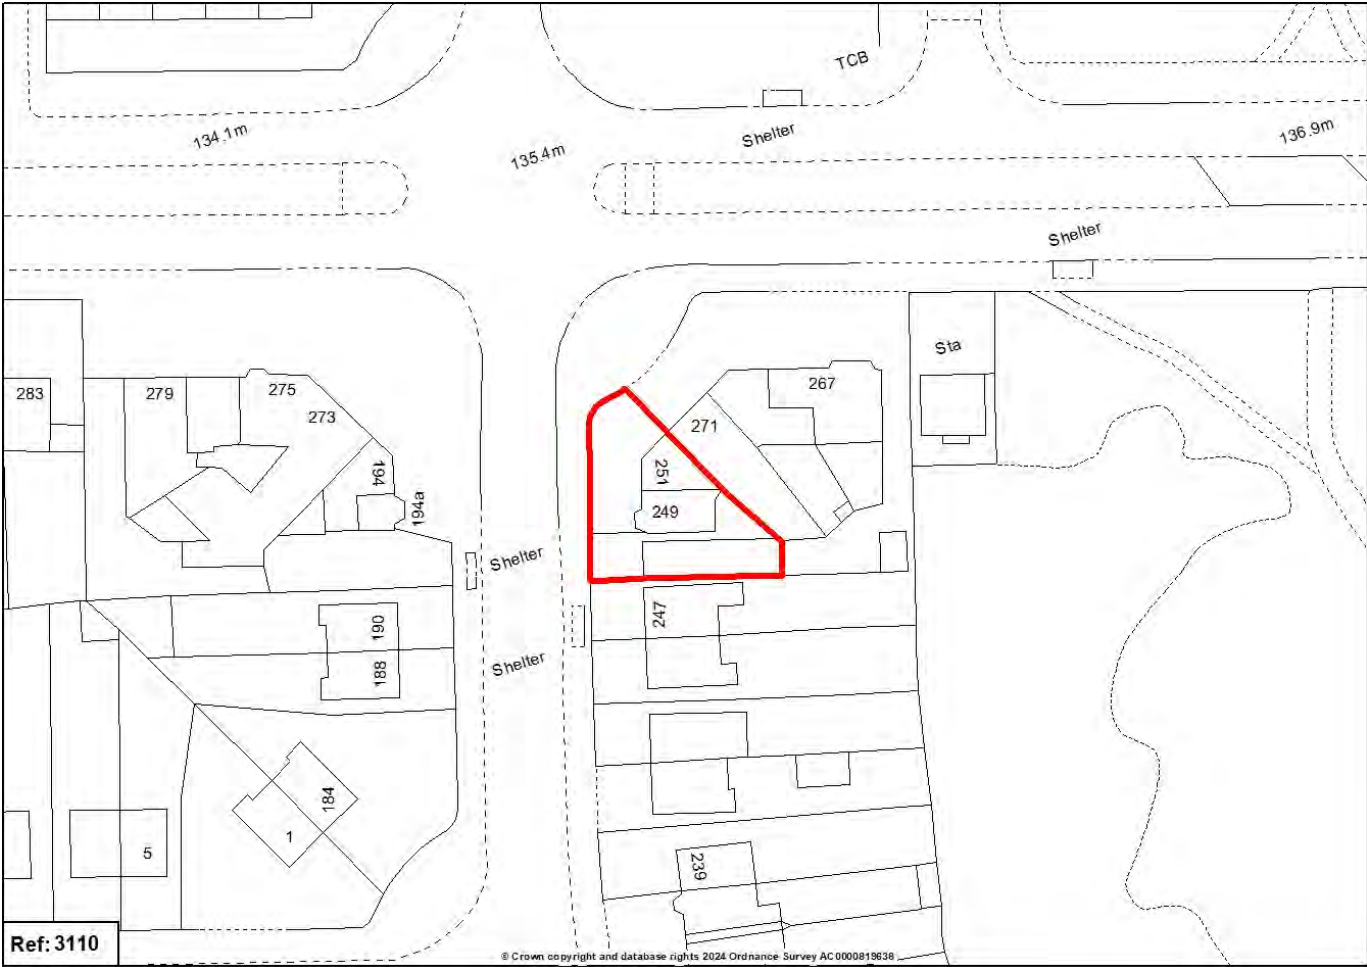 TCB
134.1m
Shelter
136.9m
135.4m
Shelter
Sta
283
279
275
267
273
271
194
251
194a
249
Shelter
247
190
Shelter
188
184
1
5
239
Ref: 3110
© Crown copyright and database rights 2024 Ordnance Survey AC0000819638